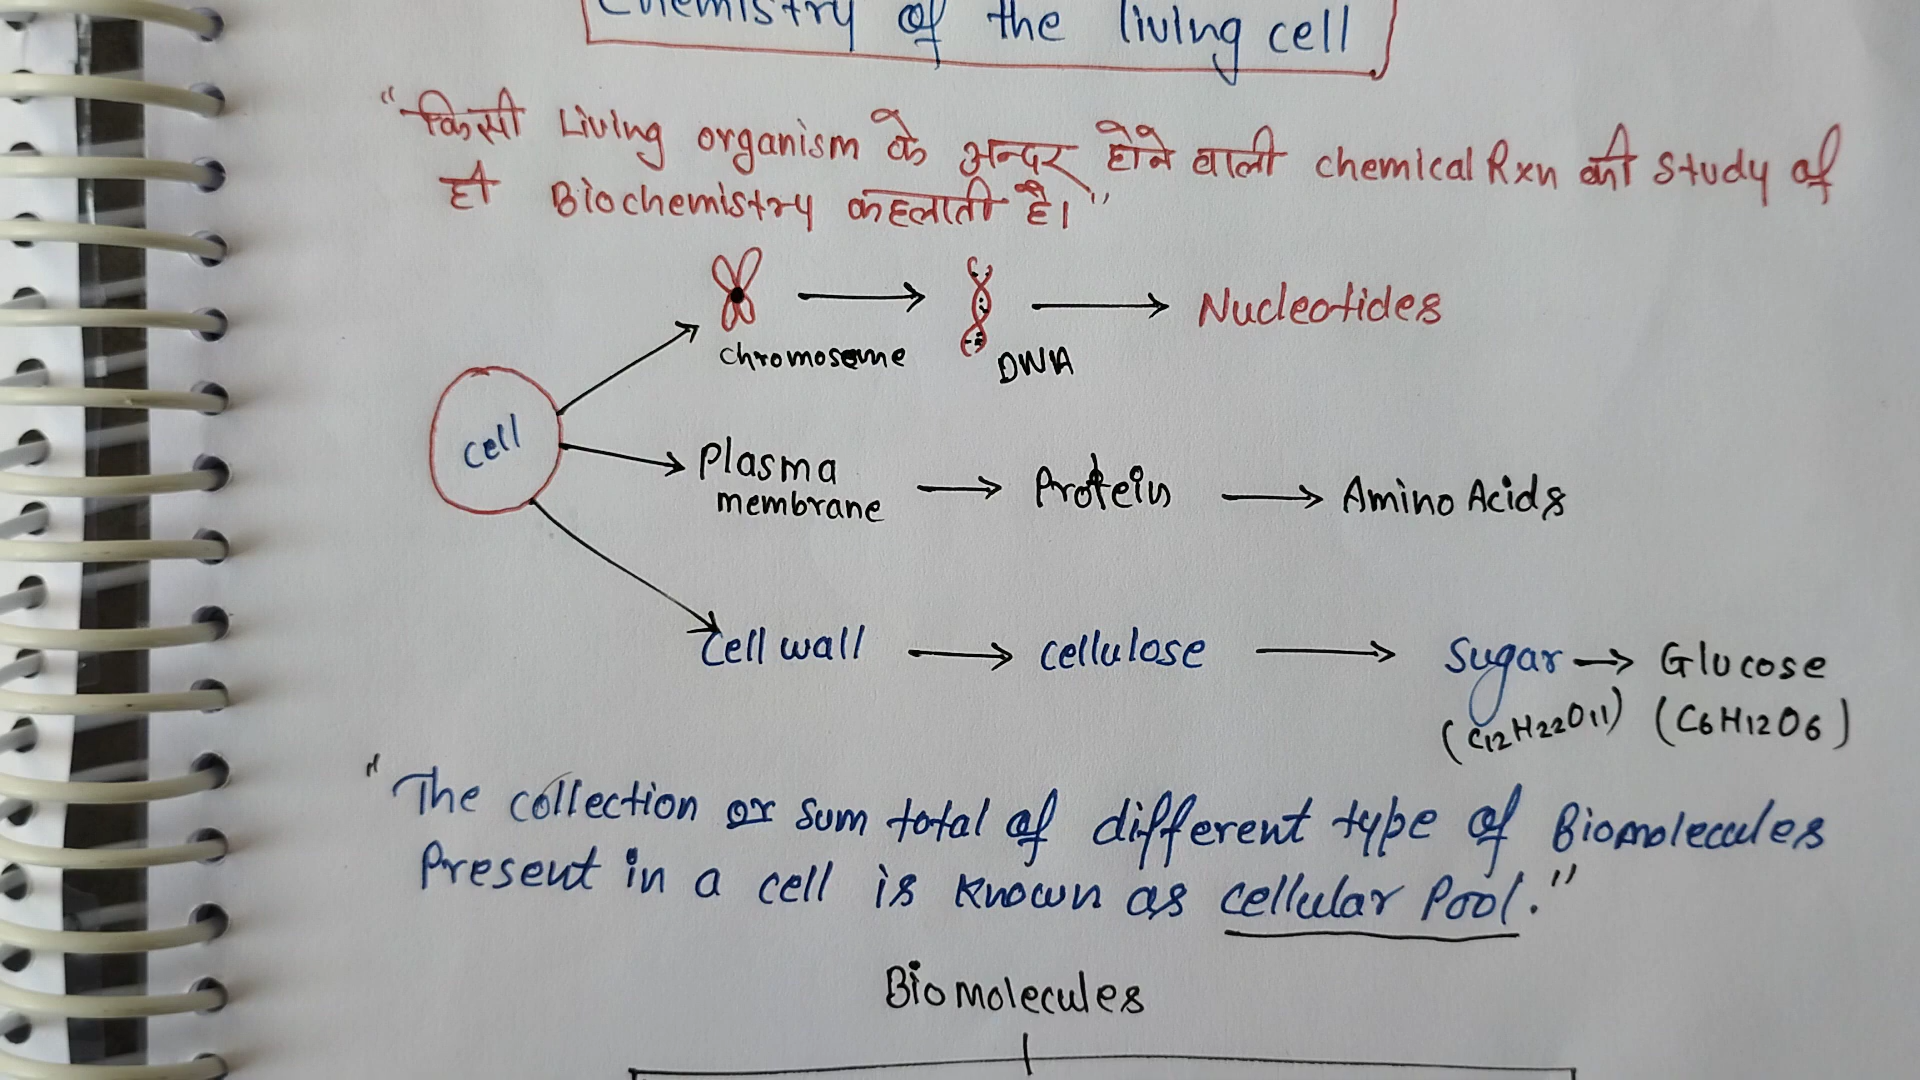 Chemistry of the living cell
"किसी Living organism के अन्दर होने वाली chemical Rxn की study of
ही Biochemistry कहलाती है।"
chromosome
DNA
Nucleotides
cell
Plasma
membrane
Protein
Amino Acids
Cell wall
cellulose
Sugar
Glucose
(C12H22O11)
(C6H12O6)
"The collection or sum total of different type of Biomolecules
Present in a cell is known as cellular Pool."
Biomolecules